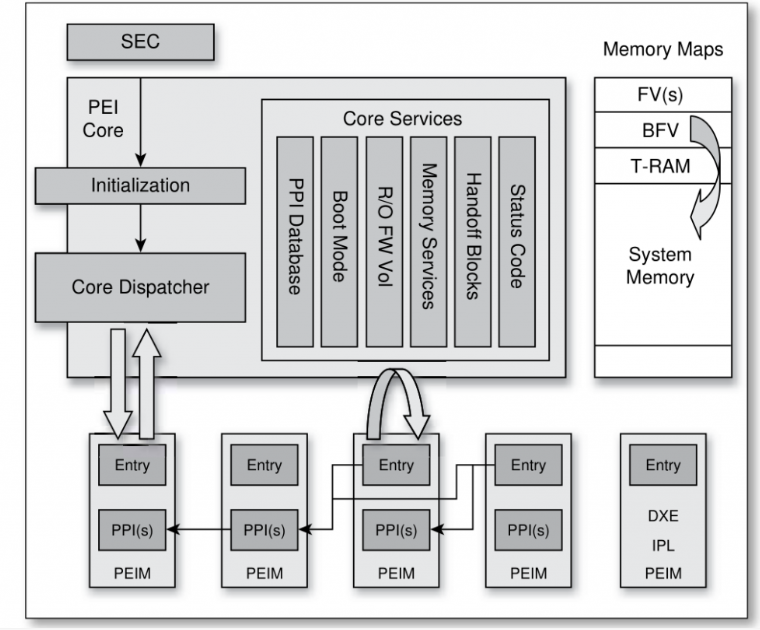 SEC
PEI
Core
Initialization
Core Dispatcher
Core Services
PPI Database
Boot Mode
R/O FW Vol
Memory Services
Handoff Blocks
Status Code
Memory Maps
FV(s)
BFV
T-RAM
System
Memory
Entry
PPI(s)
PEIM
Entry
PPI(s)
PEIM
Entry
PPI(s)
PEIM
Entry
PPI(s)
PEIM
Entry
DXE
IPL
PEIM